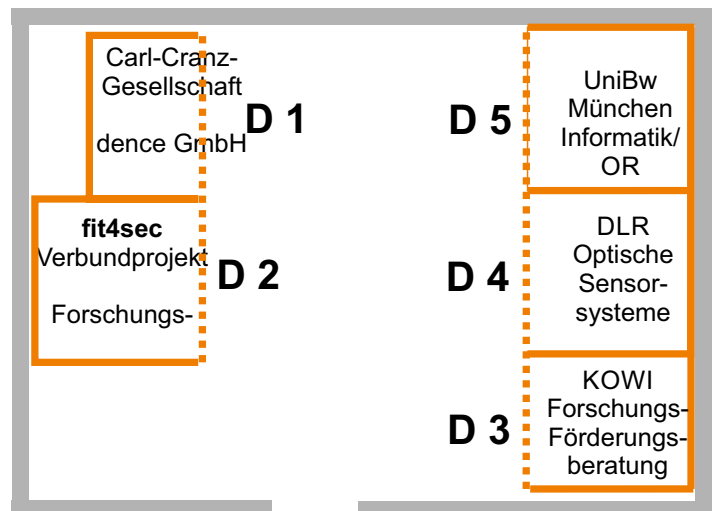 Carl-Cranz-
Gesellschaft
dence GmbH
D 1
fit4sec
Verbundprojekt
Forschungs-
D 2
D 5
UniBw
München
Informatik/
OR
D 4
DLR
Optische
Sensor-
systeme
D 3
KOWI
Forschungs-
Förderungs-
beratung